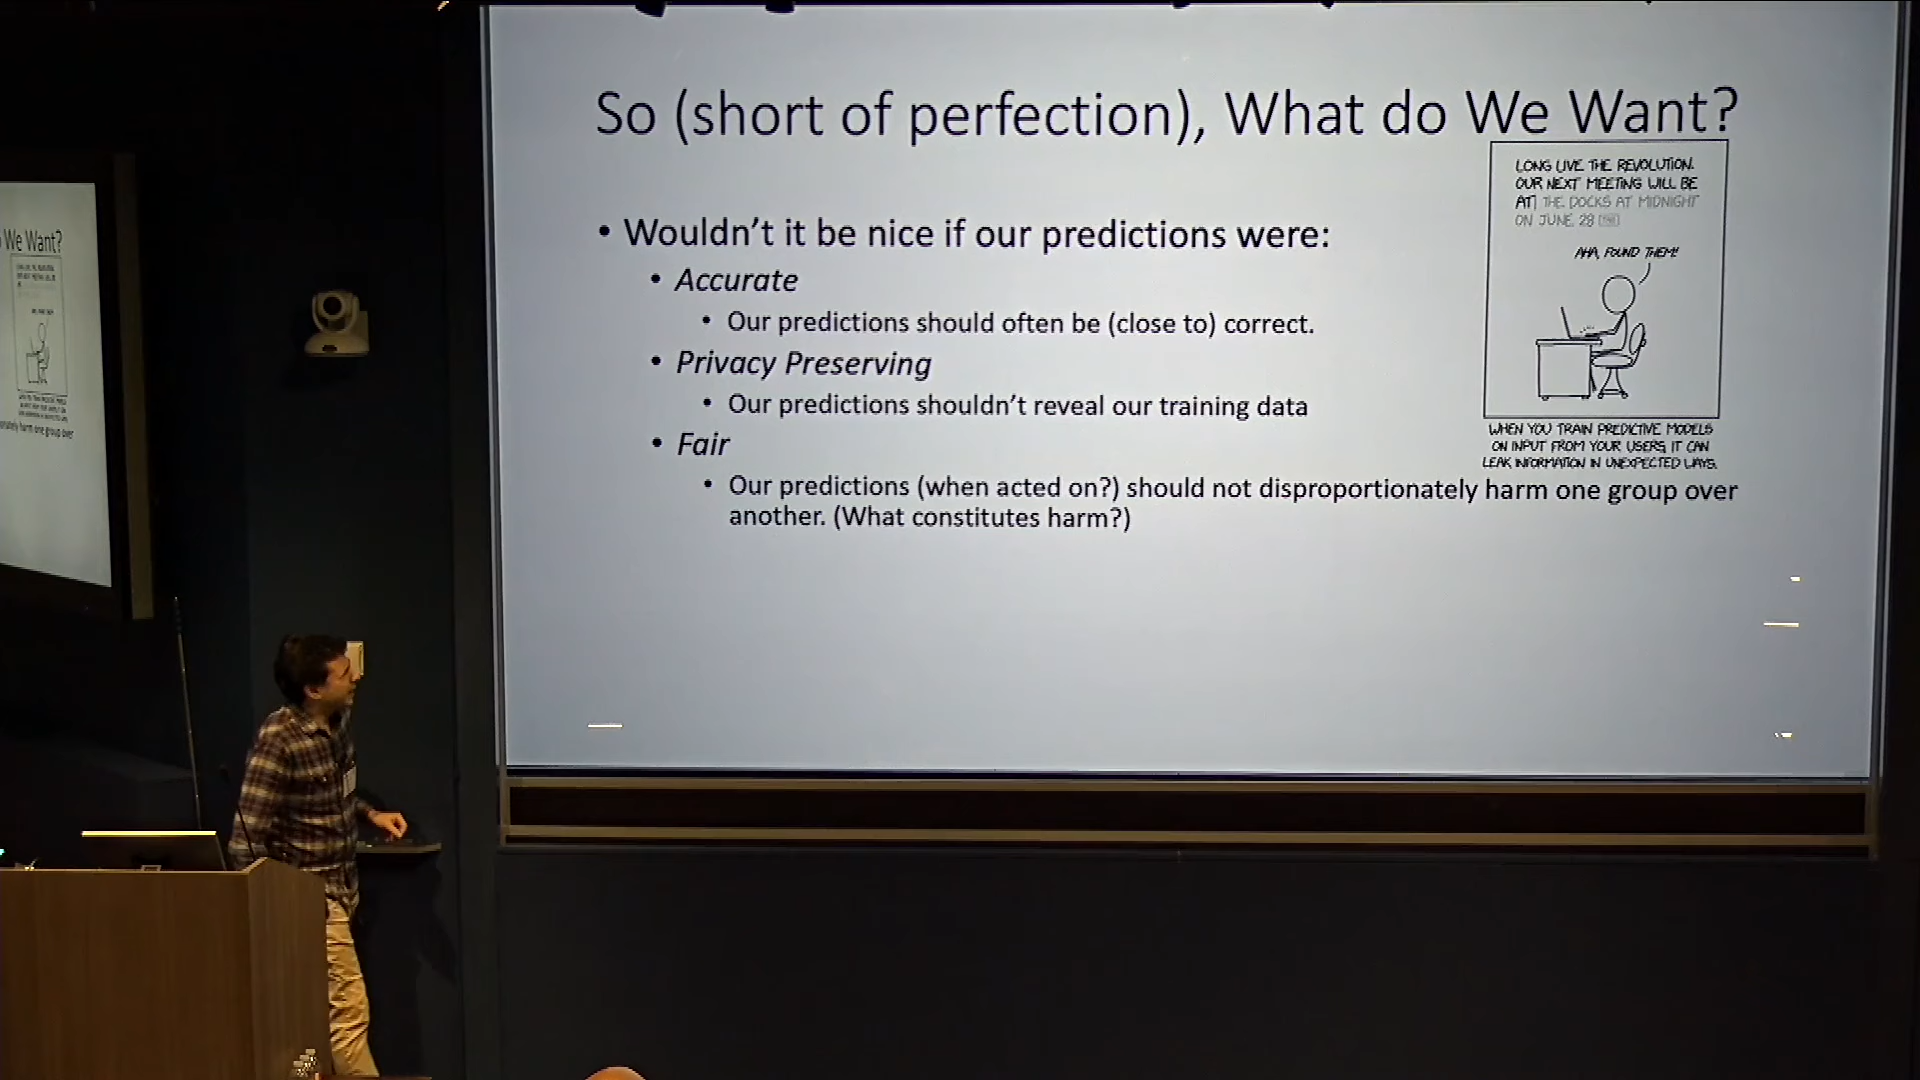 So (short of perfection), What do We Want?
• Wouldn't it be nice if our predictions were:
• Accurate
• Our predictions should often be (close to) correct.
• Privacy Preserving
• Our predictions shouldn't reveal our training data
• Fair
• Our predictions (when acted on?) should not disproportionately harm one group over
another. (What constitutes harm?)
LONG LIVE THE REVOLUTION.
OUR NEXT MEETING WILL BE
AT THE DOCKS AT MIDNIGHT
ON JUNE 28
AHA, FOUND THEM!
WHEN YOU TRAIN PREDICTIVE MODELS
ON INPUT FROM YOUR USERS, IT CAN
LEAK INFORMATION IN UNEXPECTED WAYS.
We Want?
harm one group over